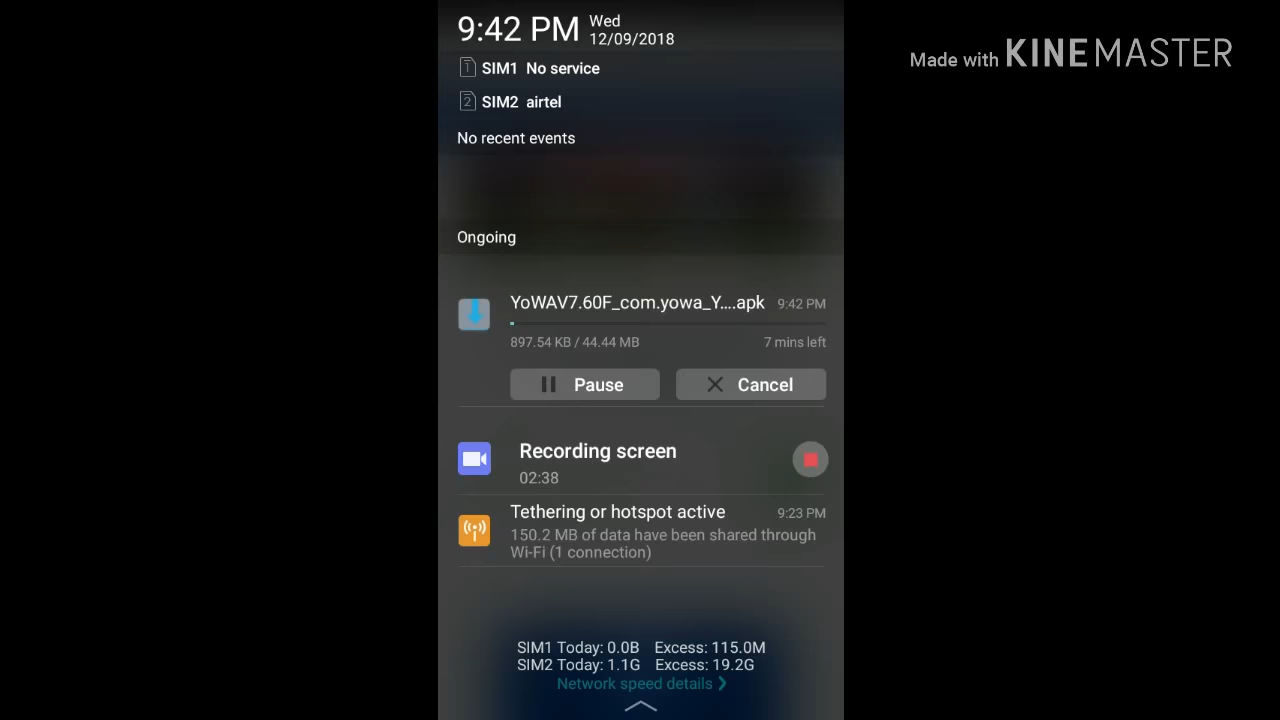 9:42 PM
Wed
12/09/2018
Made with KINEMASTER
1 SIM1 No service
2 SIM2 airtel
No recent events
Ongoing
YoWAV7.60F_com.yowa_Y....apk 9:42 PM
897.54 KB / 44.44 MB 7 mins left
Pause Cancel
Recording screen
02:38
Tethering or hotspot active 9:23 PM
150.2 MB of data have been shared through
Wi-Fi (1 connection)
SIM1 Today: 0.0B Excess: 115.0M
SIM2 Today: 1.1G Excess: 19.2G
Network speed details